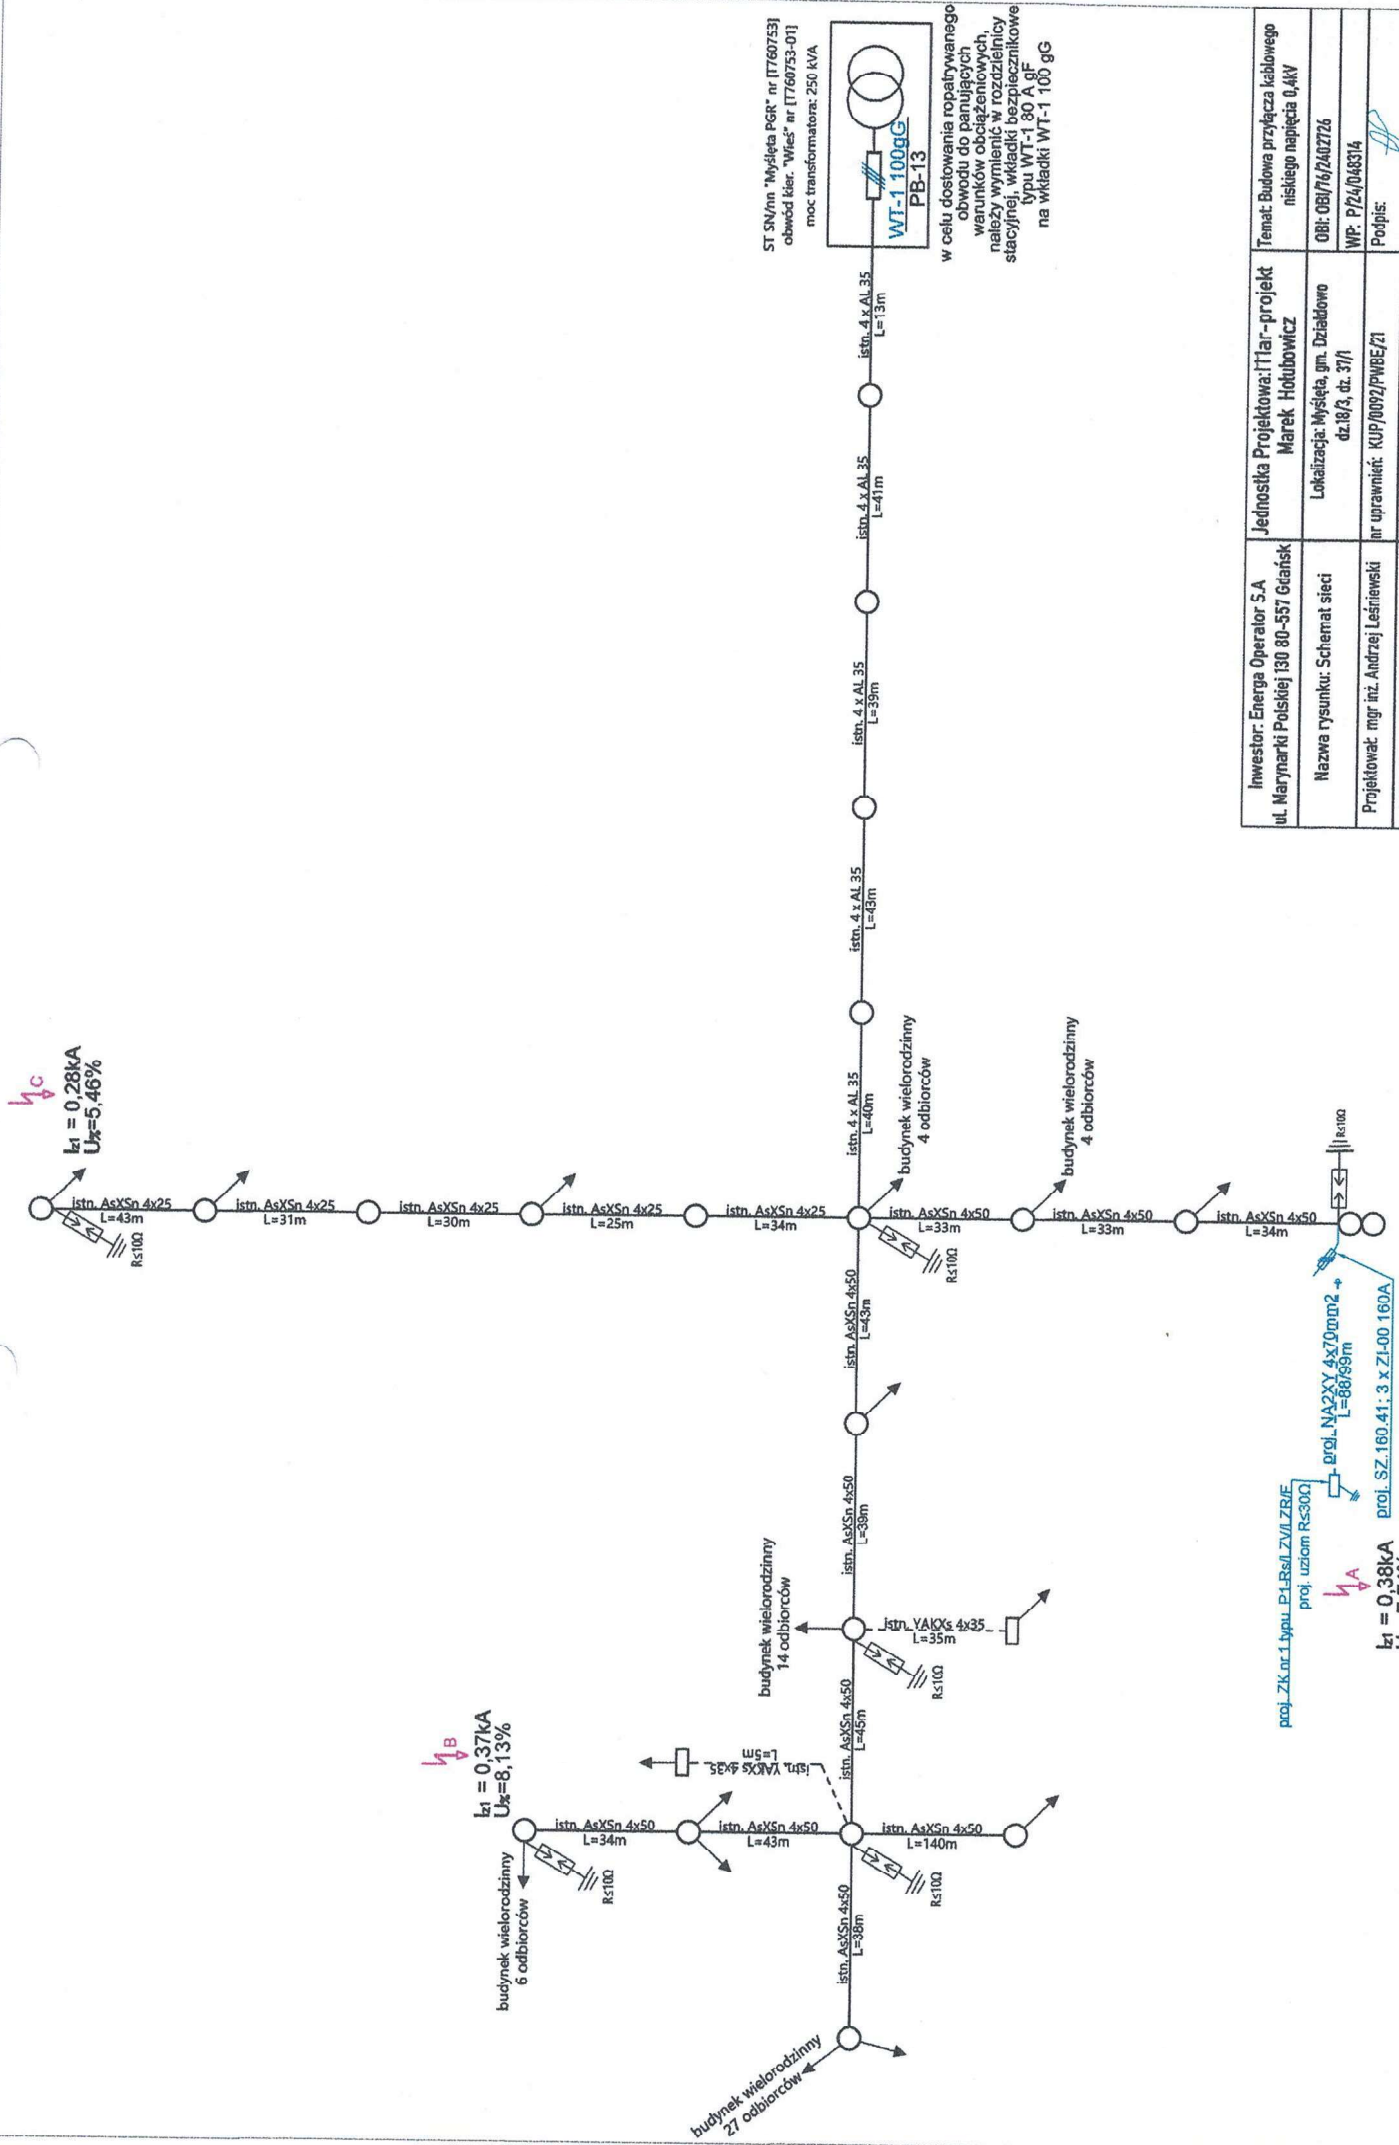 ST SN/nn "Myślęta PGR" nr [T760753]
obwód kier. "Wieś" nr [T760753-01]
moc transformatora: 250 kVA
WT-1 100gG
PB-13
w celu dostowania ropatrywanego
obwodu do panujących
warunków obciążeniowych,
należy wymienić w rozdzielnicy
stacyjnej, wkładki bezpiecznikowe
typu WT-1 80 A gF
na wkładki WT-1 100 gG
istn. 4 x AL 35
L=13m
istn. 4 x AL 35
L=41m
istn. 4 x AL 35
L=39m
istn. 4 x AL 35
L=43m
istn. 4 x AL 35
L=40m
C
Iz1 = 0,28kA
U%=5,46%
istn. AsXSn 4x25
L=43m
R≤10Ω
istn. AsXSn 4x25
L=31m
istn. AsXSn 4x25
L=30m
istn. AsXSn 4x25
L=25m
istn. AsXSn 4x25
L=34m
budynek wielorodzinny
4 odbiorców
R≤10Ω
istn. AsXSn 4x50
L=33m
budynek wielorodzinny
4 odbiorców
istn. AsXSn 4x50
L=33m
istn. AsXSn 4x50
L=34m
R≤10Ω
istn. AsXSn 4x50
L=43m
istn. AsXSn 4x50
L=39m
budynek wielorodzinny
14 odbiorców
istn. YAKXs 4x35
L=35m
R≤10Ω
istn. AsXSn 4x50
L=45m
istn. YAKXs 4x35
L=5m
B
Iz1 = 0,37kA
U%=8,13%
istn. AsXSn 4x50
L=34m
R≤10Ω
budynek wielorodzinny
6 odbiorców
istn. AsXSn 4x50
L=43m
istn. AsXSn 4x50
L=140m
R≤10Ω
istn. AsXSn 4x50
L=38m
budynek wielorodzinny
27 odbiorców
proj. ZK nr 1 typu P1-Rs/LZV/LZR/F
proj. uziom R≤30Ω
proj. NA2XY 4x70mm2
L=88/99m
proj. SZ.160.41; 3 x ZI-00 160A
A
Iz1 = 0,38kA
Inwestor: Energa Operator S.A
ul. Marynarki Polskiej 130 80-557 Gdańsk
Jednostka Projektowa: Mar-projekt
Marek Hołubowicz
Temat: Budowa przyłącza kablowego
niskiego napięcia 0,4kV
Nazwa rysunku: Schemat sieci
Lokalizacja: Myślęta, gm. Działdowo
dz.18/3, dz. 37/1
OBI: OBI/76/2402726
WP: P/24/048314
Projektował: mgr inż. Andrzej Leśniewski
nr uprawnień: KUP/0092/PWBE/21
Podpis: